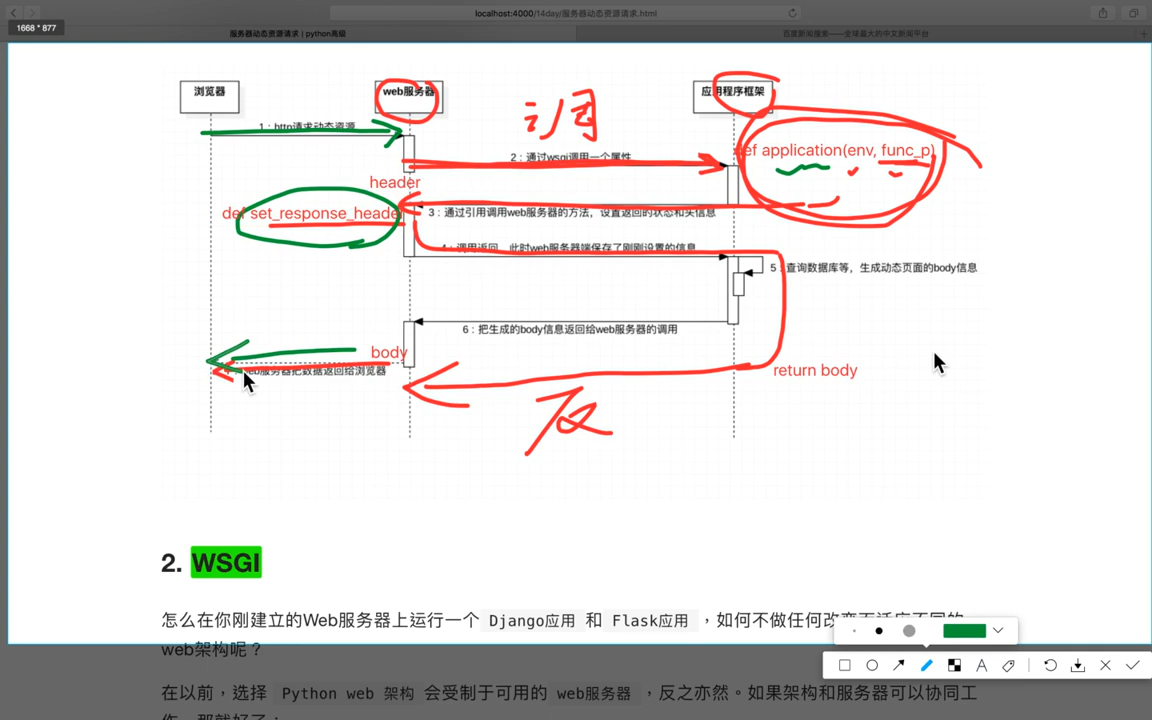 localhost:4000/14day/服务器动态资源请求.html
1668 * 877
服务器动态资源请求 | python高级
百度新闻搜索——全球最大的中文新闻平台
浏览器
web服务器
应用程序框架
调
1：http请求动态资源
2：通过wsgi调用一个属性
def application(env, func_p)
header
def set_response_header
3：通过引用调用web服务器的方法，设置返回的状态和头信息
4：调用返回，此时web服务器端保存了刚刚设置的信息
5：查询数据库等，生成动态页面的body信息
6：把生成的body信息返回给web服务器的调用
body
web服务器把数据返回给浏览器
return body
反
2. WSGI
怎么在你刚建立的Web服务器上运行一个 Django应用 和 Flask应用 ，如何不做任何改变而适应不同的
web架构呢？
在以前，选择 Python web 架构 会受制于可用的 web服务器 ，反之亦然。如果架构和服务器可以协同工
作，那就好了：